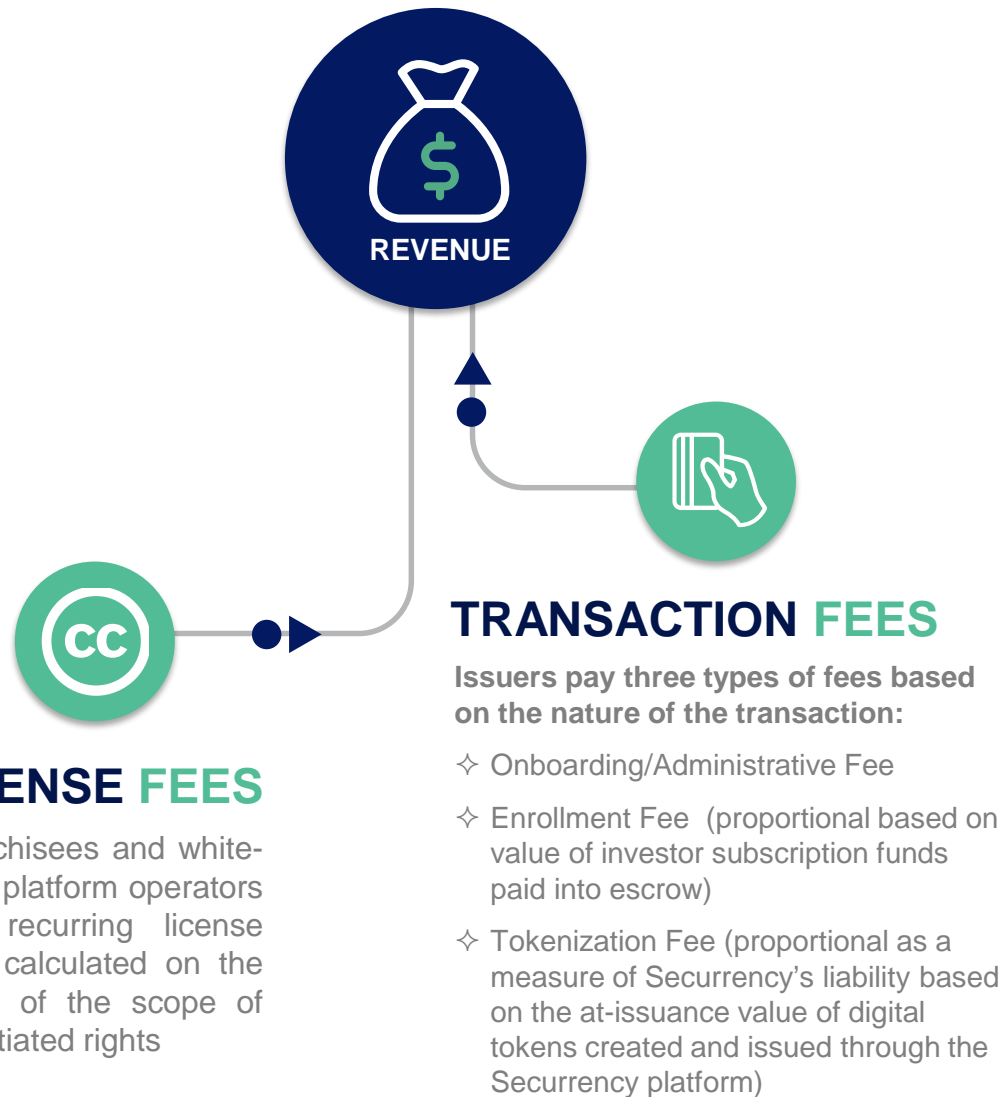 $
REVENUE
cc
TRANSACTION FEES
Issuers pay three types of fees based
on the nature of the transaction:
✧ Onboarding/Administrative Fee
✧ Enrollment Fee (proportional based on
value of investor subscription funds
paid into escrow)
✧ Tokenization Fee (proportional as a
measure of Securrency's liability based
on the at-issuance value of digital
tokens created and issued through the
Securrency platform)
ENSE FEES
chisees and white-
platform operators
recurring license
calculated on the
of the scope of
tiated rights